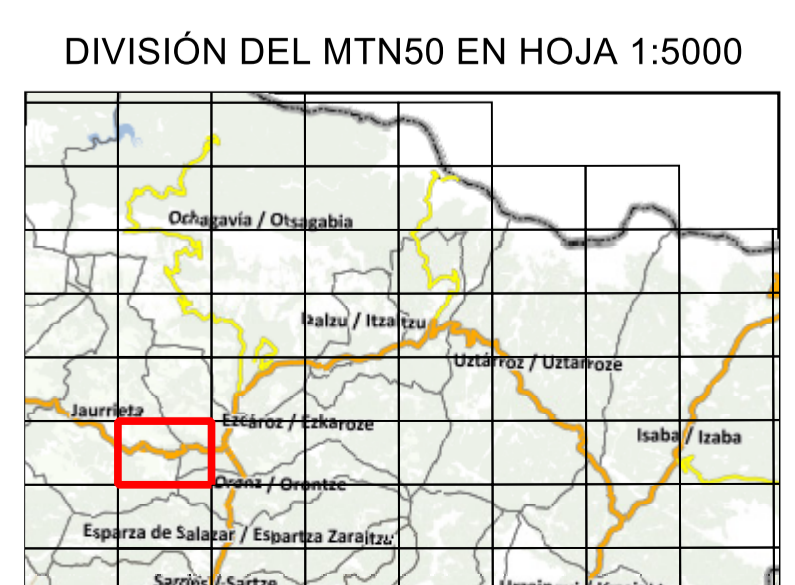 DIVISIÓN DEL MTN50 EN HOJA 1:5000
Ochagavía / Otsagabia
Izalzu / Itzaltzu
Uztárroz / Uztarroze
Jaurrieta
Ezcároz / Ezkaroze
Isaba / Izaba
Oronz / Orontze
Esparza de Salazar / Espartza Zaraitzu
Sarriés / Sartze